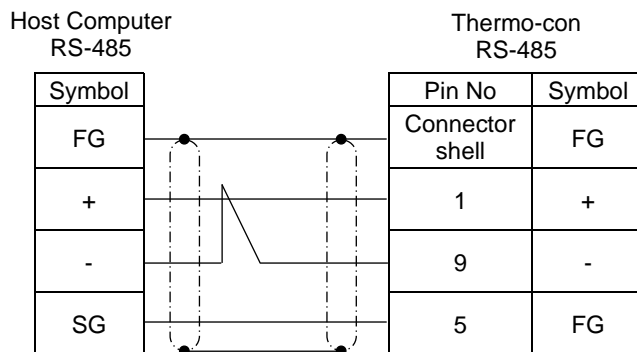 Host Computer
RS-485
Thermo-con
RS-485
Symbol
Pin No
Symbol
FG
Connector
shell
FG
+
1
+
-
9
-
SG
5
FG